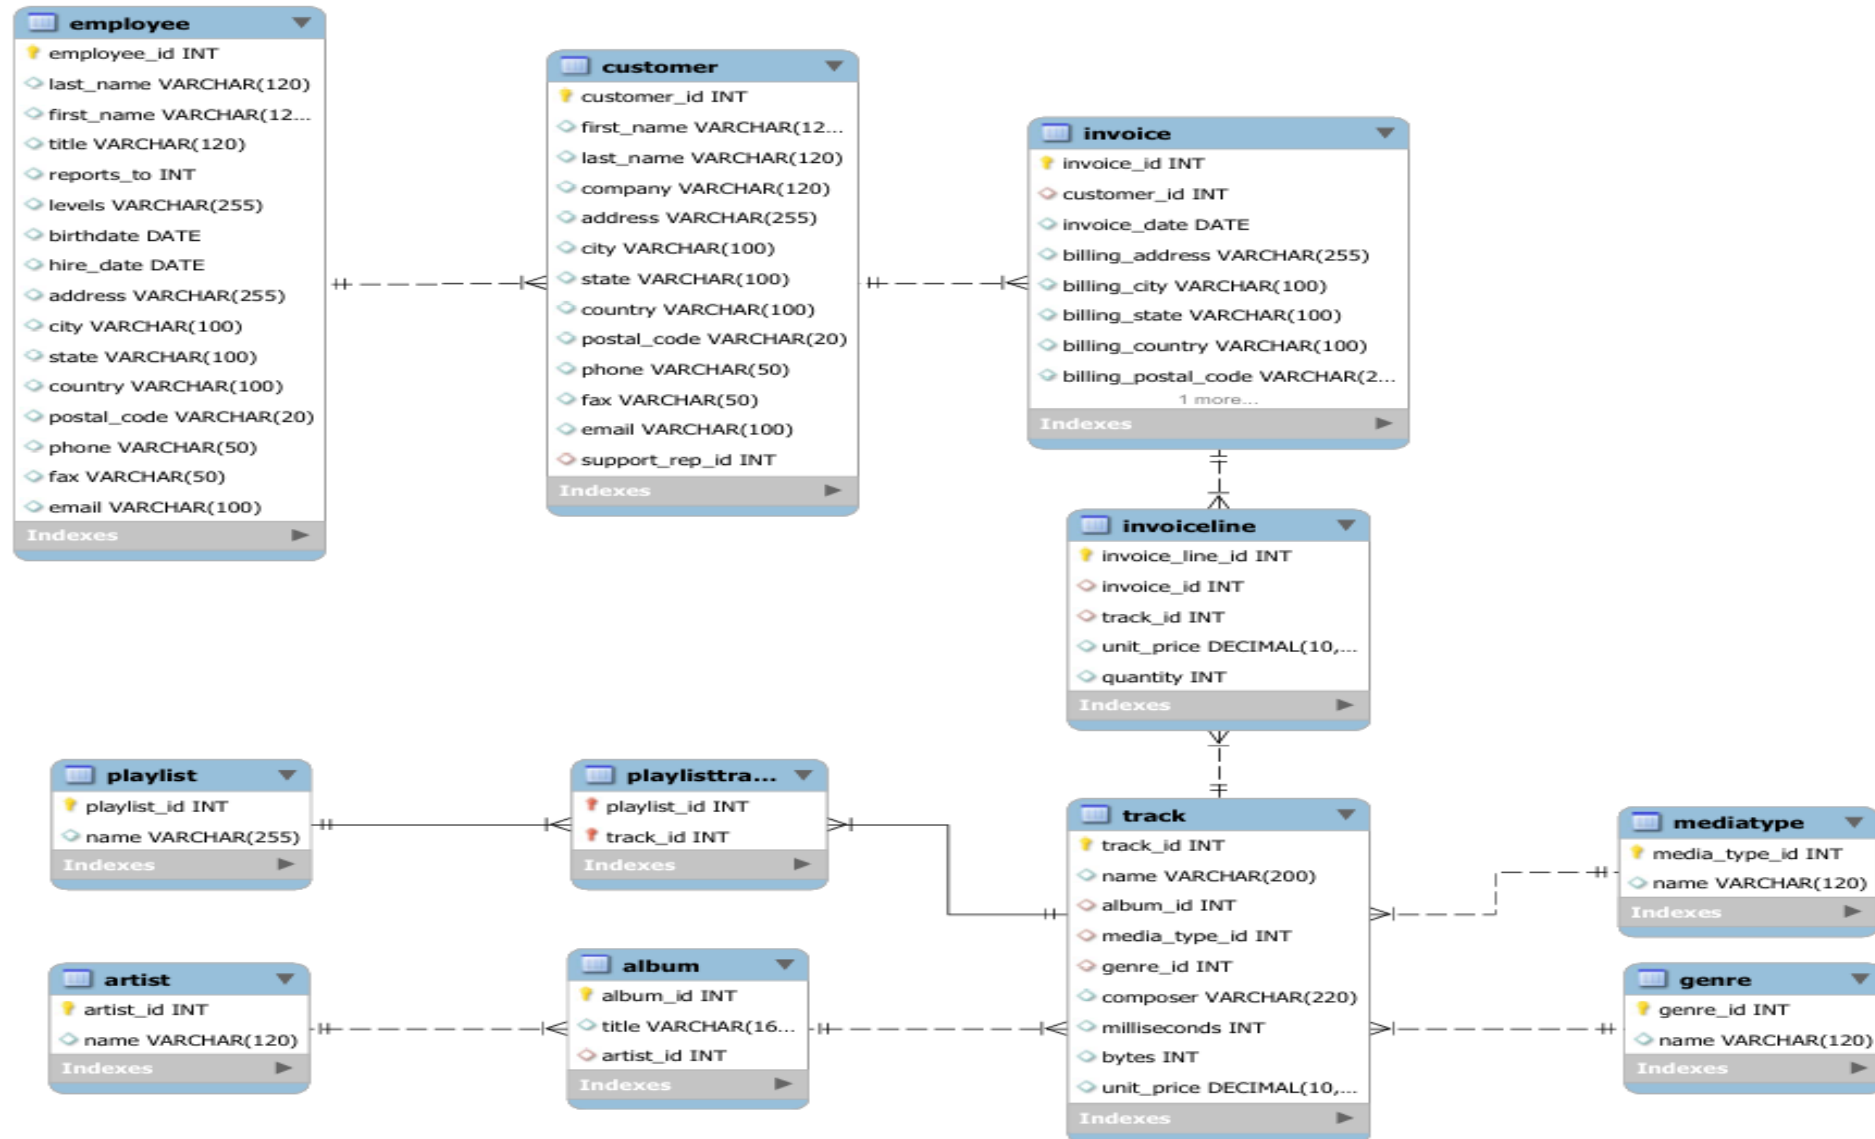 employee
employee_id INT
last_name VARCHAR(120)
first_name VARCHAR(12...
title VARCHAR(120)
reports_to INT
levels VARCHAR(255)
birthdate DATE
hire_date DATE
address VARCHAR(255)
city VARCHAR(100)
state VARCHAR(100)
country VARCHAR(100)
postal_code VARCHAR(20)
phone VARCHAR(50)
fax VARCHAR(50)
email VARCHAR(100)
Indexes
customer
customer_id INT
first_name VARCHAR(12...
last_name VARCHAR(120)
company VARCHAR(120)
address VARCHAR(255)
city VARCHAR(100)
state VARCHAR(100)
country VARCHAR(100)
postal_code VARCHAR(20)
phone VARCHAR(50)
fax VARCHAR(50)
email VARCHAR(100)
support_rep_id INT
Indexes
invoice
invoice_id INT
customer_id INT
invoice_date DATE
billing_address VARCHAR(255)
billing_city VARCHAR(100)
billing_state VARCHAR(100)
billing_country VARCHAR(100)
billing_postal_code VARCHAR(2...
1 more...
Indexes
invoiceline
invoice_line_id INT
invoice_id INT
track_id INT
unit_price DECIMAL(10,...
quantity INT
Indexes
playlist
playlist_id INT
name VARCHAR(255)
Indexes
playlisttra...
playlist_id INT
track_id INT
Indexes
track
track_id INT
name VARCHAR(200)
album_id INT
media_type_id INT
genre_id INT
composer VARCHAR(220)
milliseconds INT
bytes INT
unit_price DECIMAL(10,...
Indexes
mediatype
media_type_id INT
name VARCHAR(120)
Indexes
artist
artist_id INT
name VARCHAR(120)
Indexes
album
album_id INT
title VARCHAR(16...
artist_id INT
Indexes
genre
genre_id INT
name VARCHAR(120)
Indexes